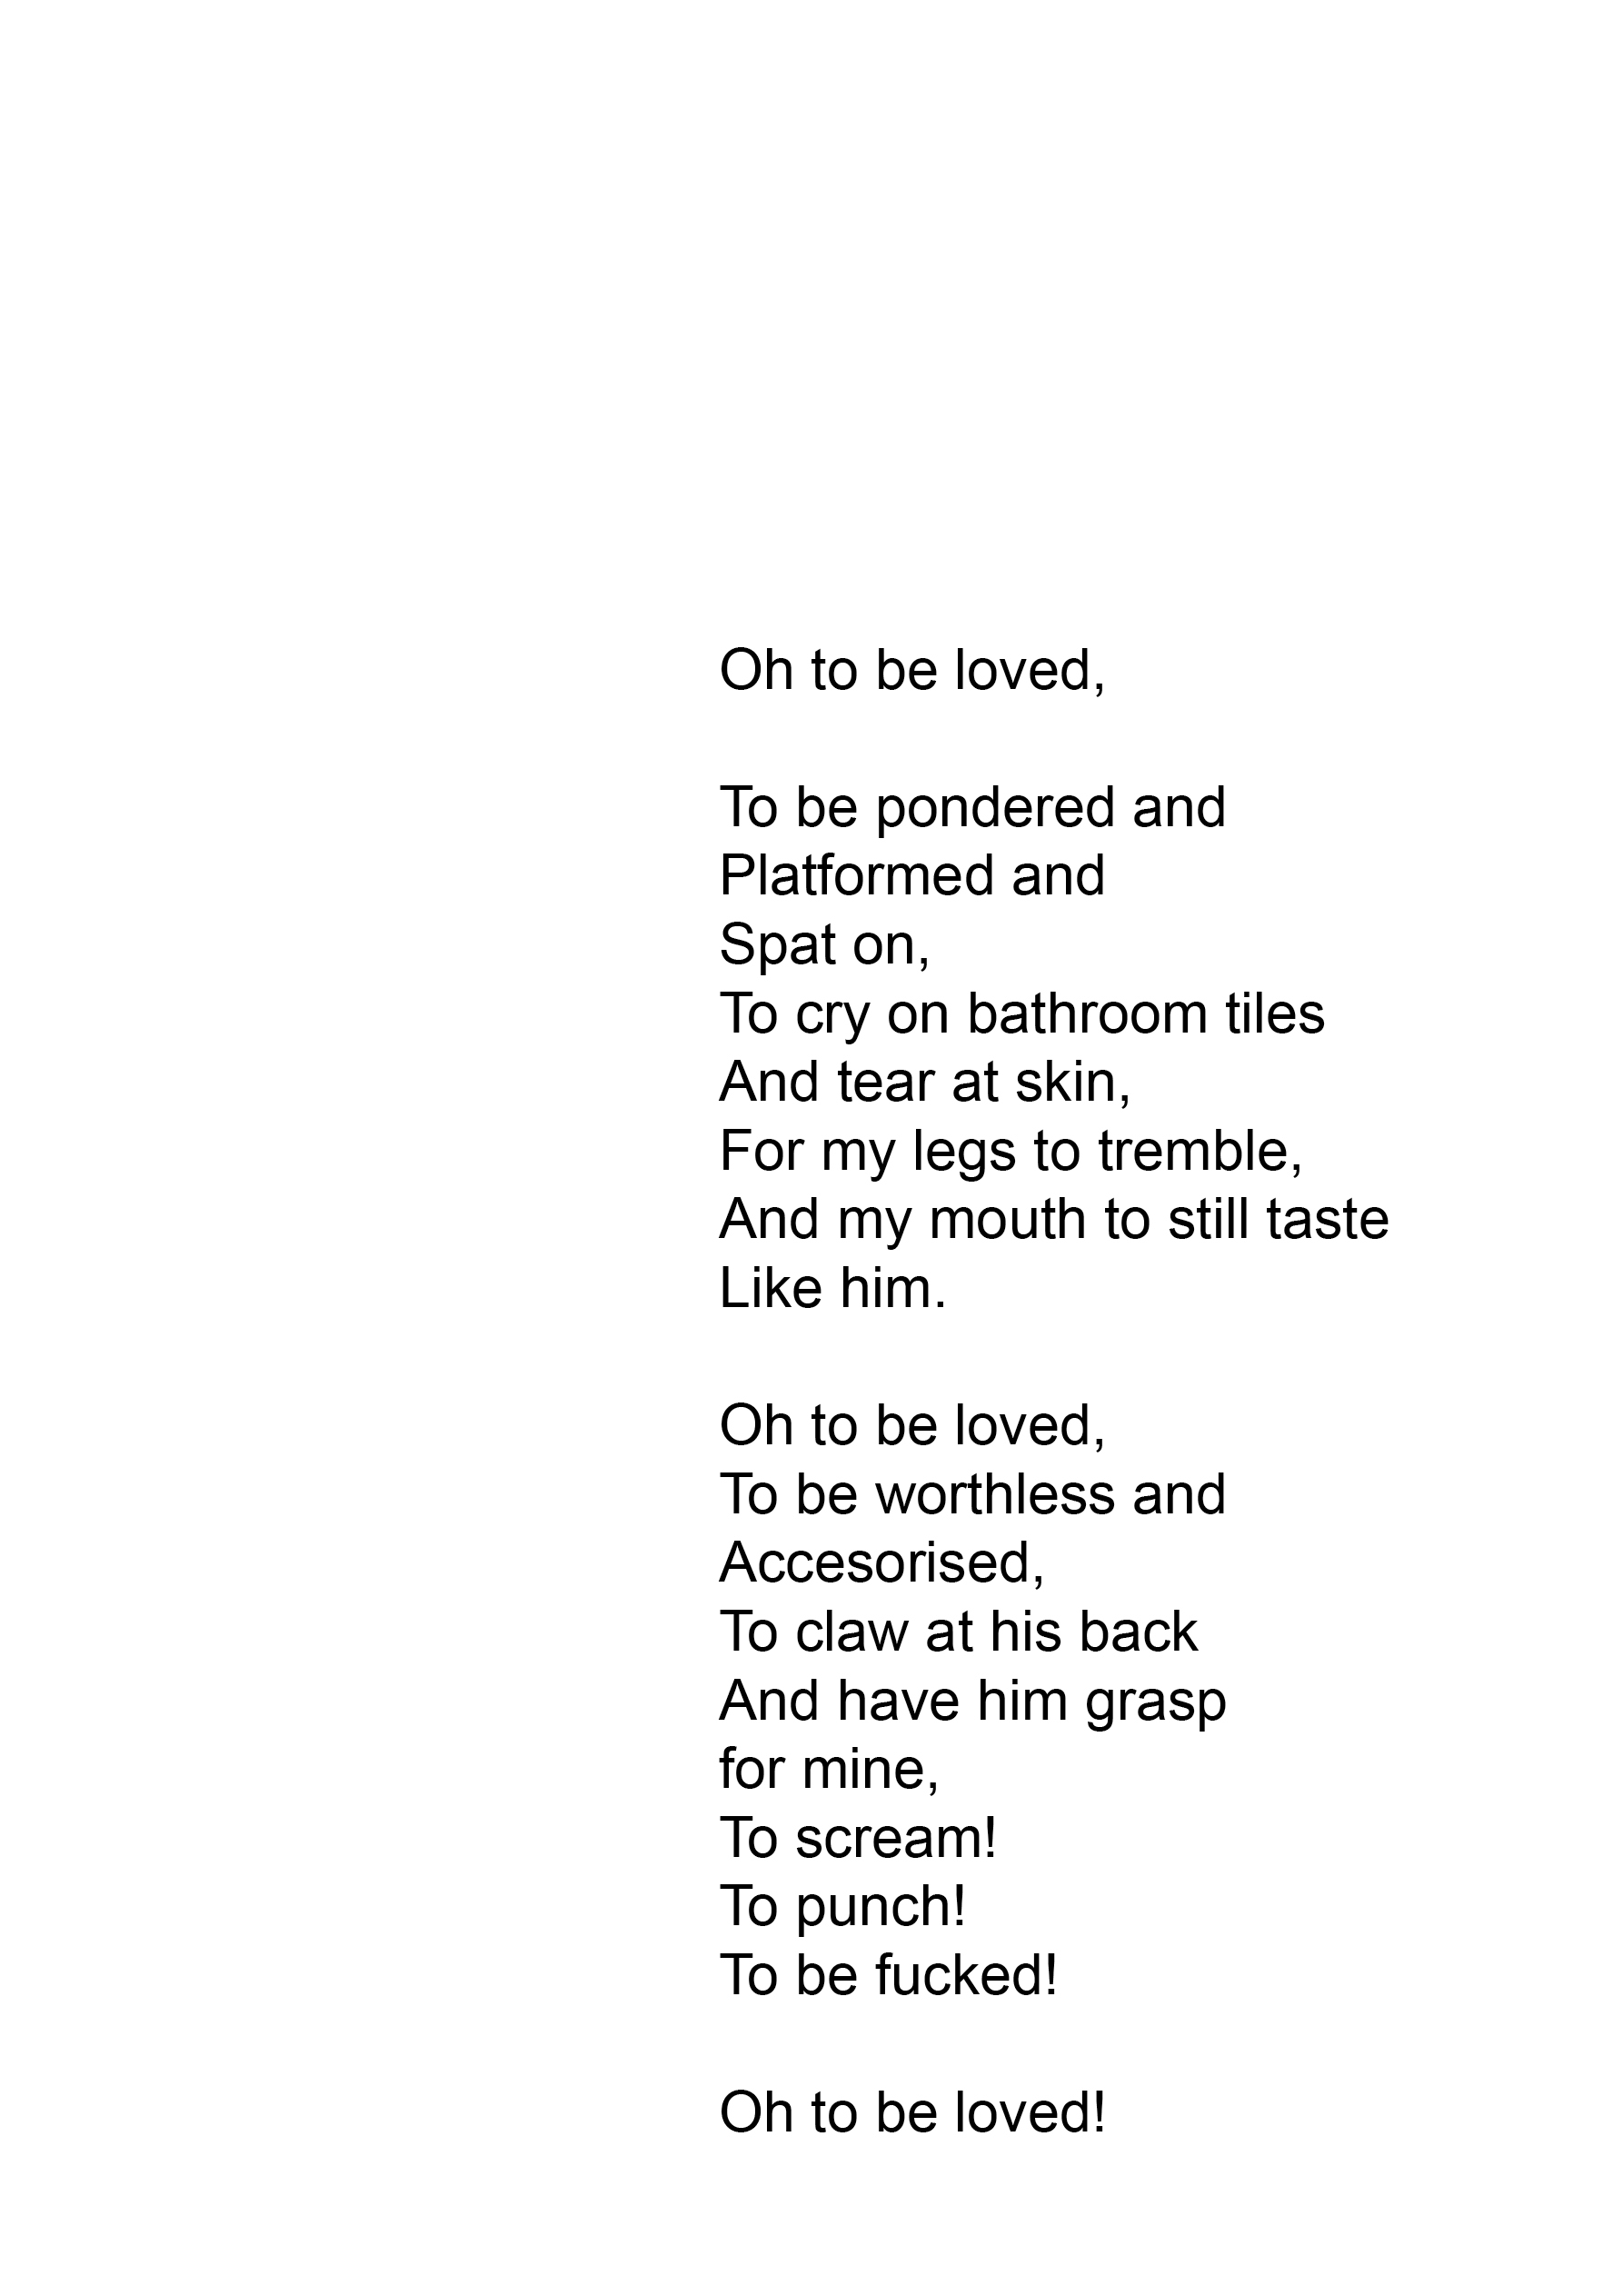 Oh to be loved,
To be pondered and
Platformed and
Spat on,
To cry on bathroom tiles
And tear at skin,
For my legs to tremble,
And my mouth to still taste
Like him.
Oh to be loved,
To be worthless and
Accesorised,
To claw at his back
And have him grasp
for mine,
To scream!
To punch!
To be fucked!
Oh to be loved!